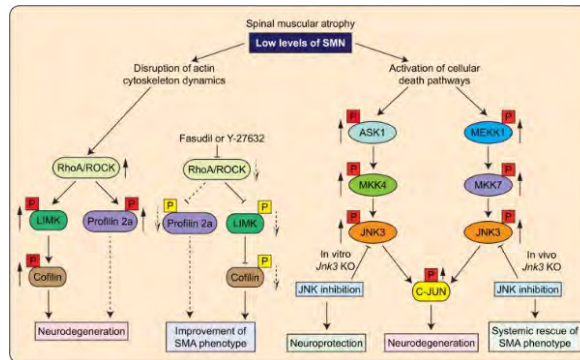 Spinal muscular atrophy
Low levels of SMN
Disruption of actin
cytoskeleton dynamics
Activation of cellular
death pathways
P
ASK1
P
MEKK1
Fasudil or Y-27632
RhoA/ROCK
RhoA/ROCK
P
MKK4
P
MKK7
P
LIMK
P
Profilin 2a
P
Profilin 2a
P
LIMK
P
JNK3
P
JNK3
P
Cofilin
P
Cofilin
In vitro
Jnk3 KO
In vivo
Jnk3 KO
JNK inhibition
P
C-JUN
JNK inhibition
Neurodegeneration
Improvement of
SMA phenotype
Neuroprotection
Neurodegeneration
Systemic rescue of
SMA phenotype